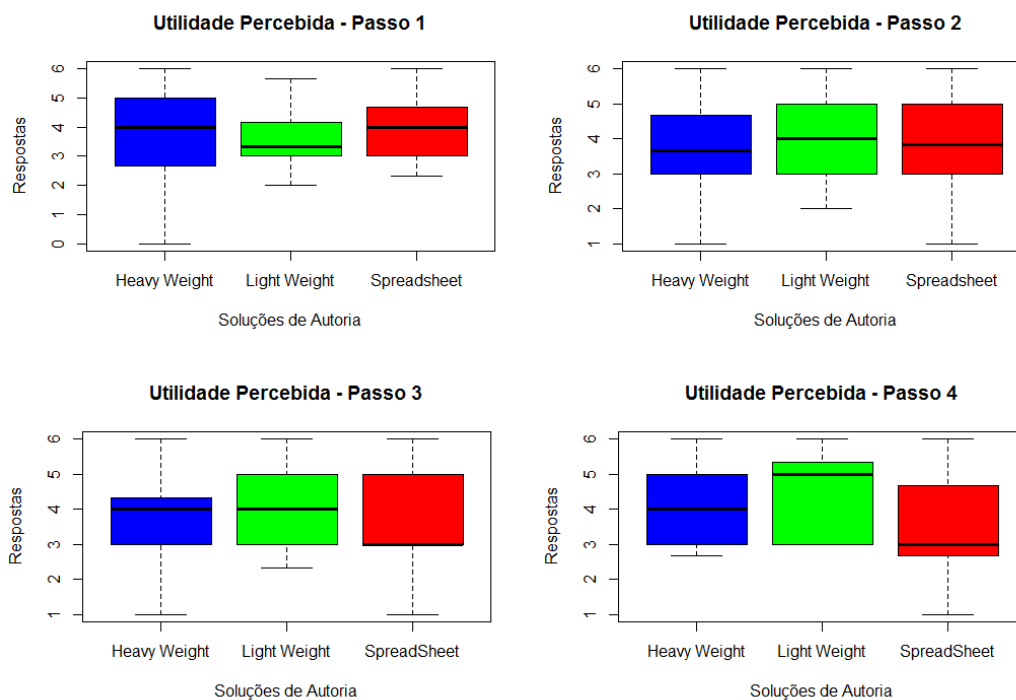 Utilidade Percebida - Passo 1
Respostas
6
5
4
3
2
1
0
Heavy Weight Light Weight Spreadsheet
Soluções de Autoria
Utilidade Percebida - Passo 2
Respostas
6
5
4
3
2
1
Heavy Weight Light Weight Spreadsheet
Soluções de Autoria
Utilidade Percebida - Passo 3
Respostas
6
5
4
3
2
1
Heavy Weight Light Weight SpreadSheet
Soluções de Autoria
Utilidade Percebida - Passo 4
Respostas
6
5
4
3
2
1
Heavy Weight Light Weight SpreadSheet
Soluções de Autoria